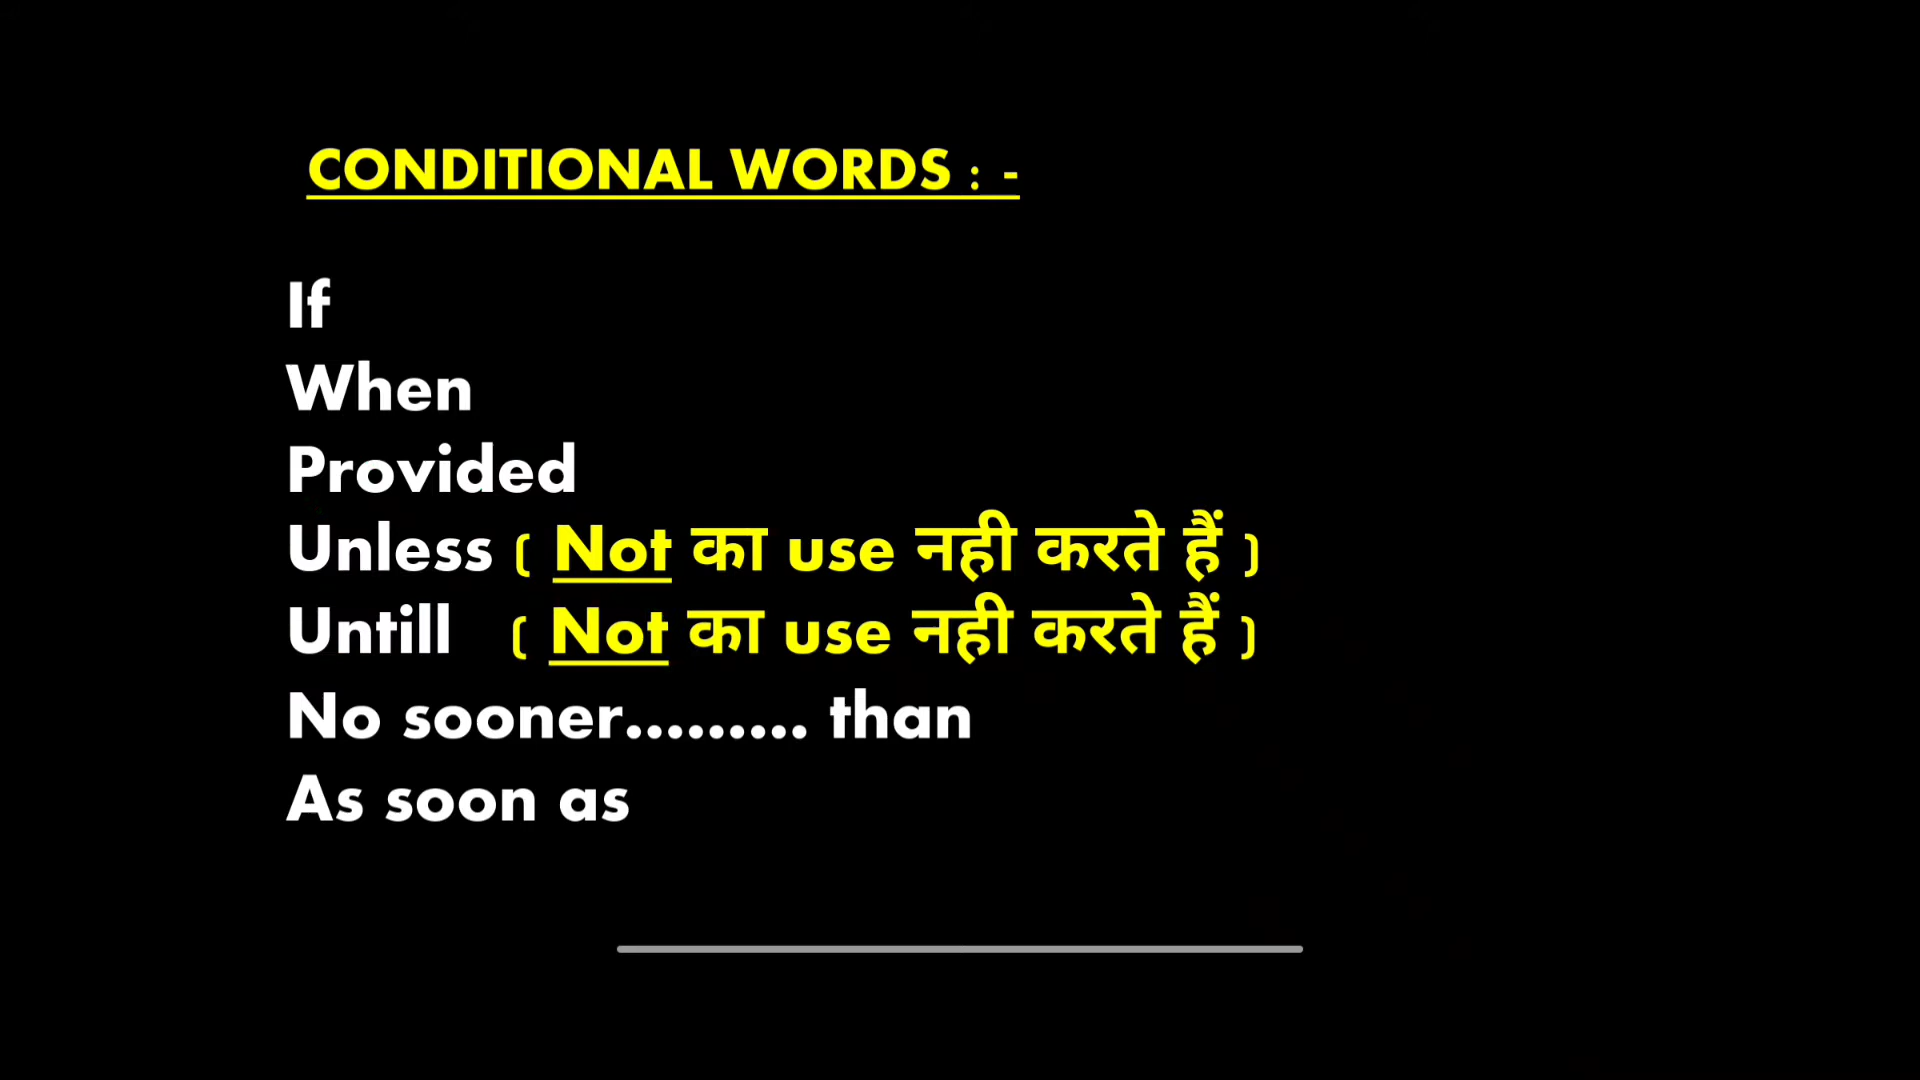 CONDITIONAL WORDS : -
If
When
Provided
Unless ( Not का use नही करते हैं )
Untill ( Not का use नही करते हैं )
No sooner......... than
As soon as